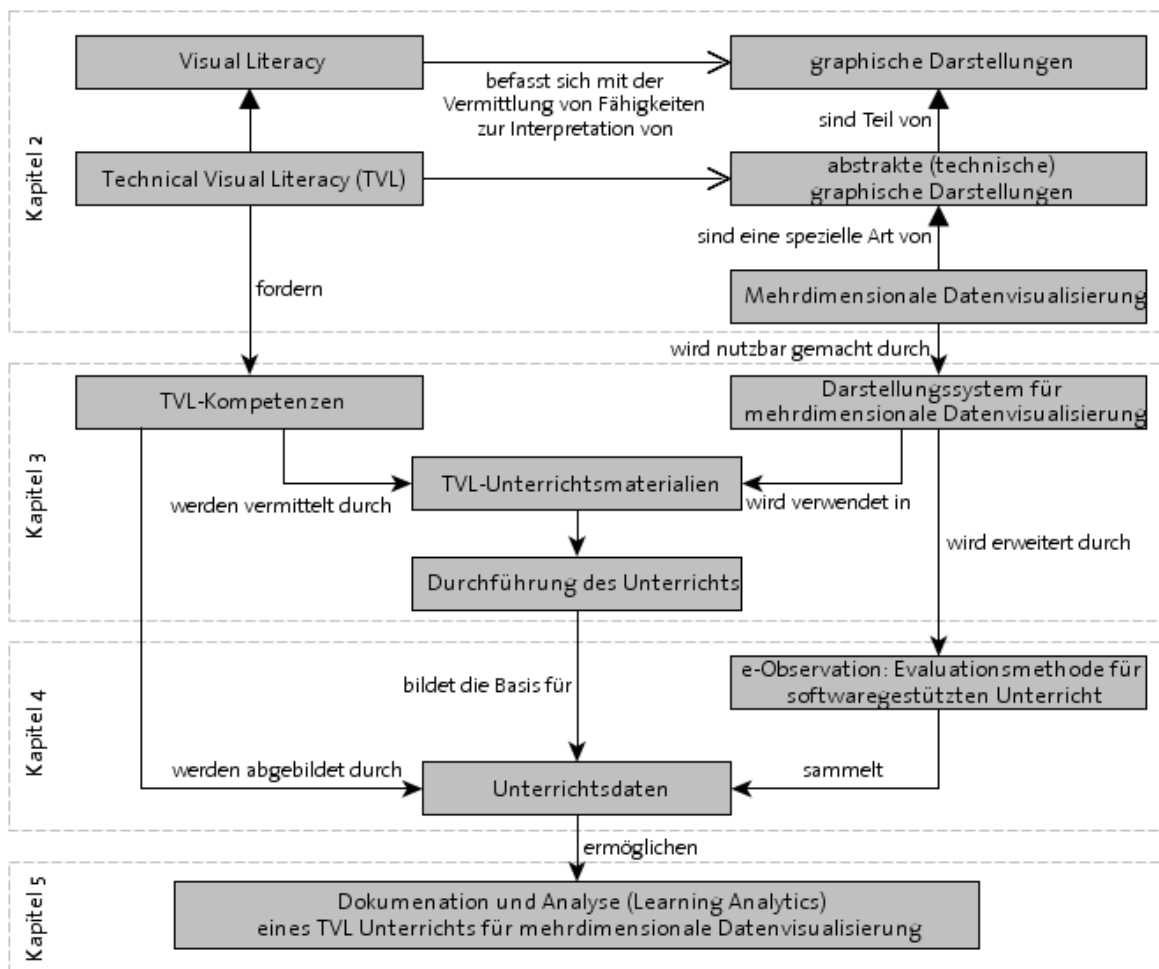 Kapitel 2
Visual Literacy
graphische Darstellungen
befasst sich mit der
Vermittlung von Fähigkeiten
zur Interpretation von
sind Teil von
Technical Visual Literacy (TVL)
abstrakte (technische)
graphische Darstellungen
sind eine spezielle Art von
fordern
Mehrdimensionale Datenvisualisierung
wird nutzbar gemacht durch
Kapitel 3
TVL-Kompetenzen
Darstellungssystem für
mehrdimensionale Datenvisualisierung
werden vermittelt durch
TVL-Unterrichtsmaterialien
wird verwendet in
wird erweitert durch
Durchführung des Unterrichts
Kapitel 4
bildet die Basis für
e-Observation: Evaluationsmethode für
softwaregestützten Unterricht
werden abgebildet durch
Unterrichtsdaten
sammelt
ermöglichen
Kapitel 5
Dokumenation und Analyse (Learning Analytics)
eines TVL Unterrichts für mehrdimensionale Datenvisualisierung